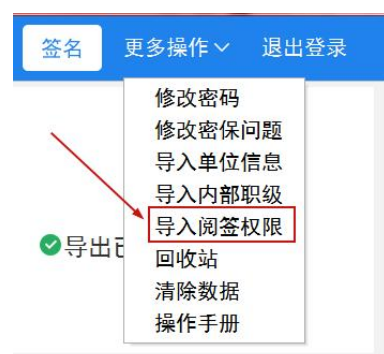 签名 更多操作 退出登录
修改密码
修改密保问题
导入单位信息
导入内部职级
导入阅签权限
导出
回收站
清除数据
操作手册